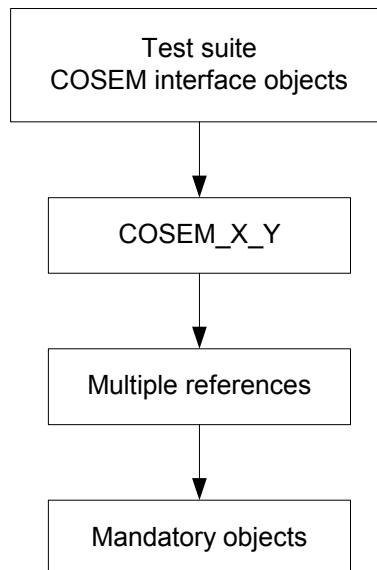 Test suite
COSEM interface objects
COSEM_X_Y
Multiple references
Mandatory objects